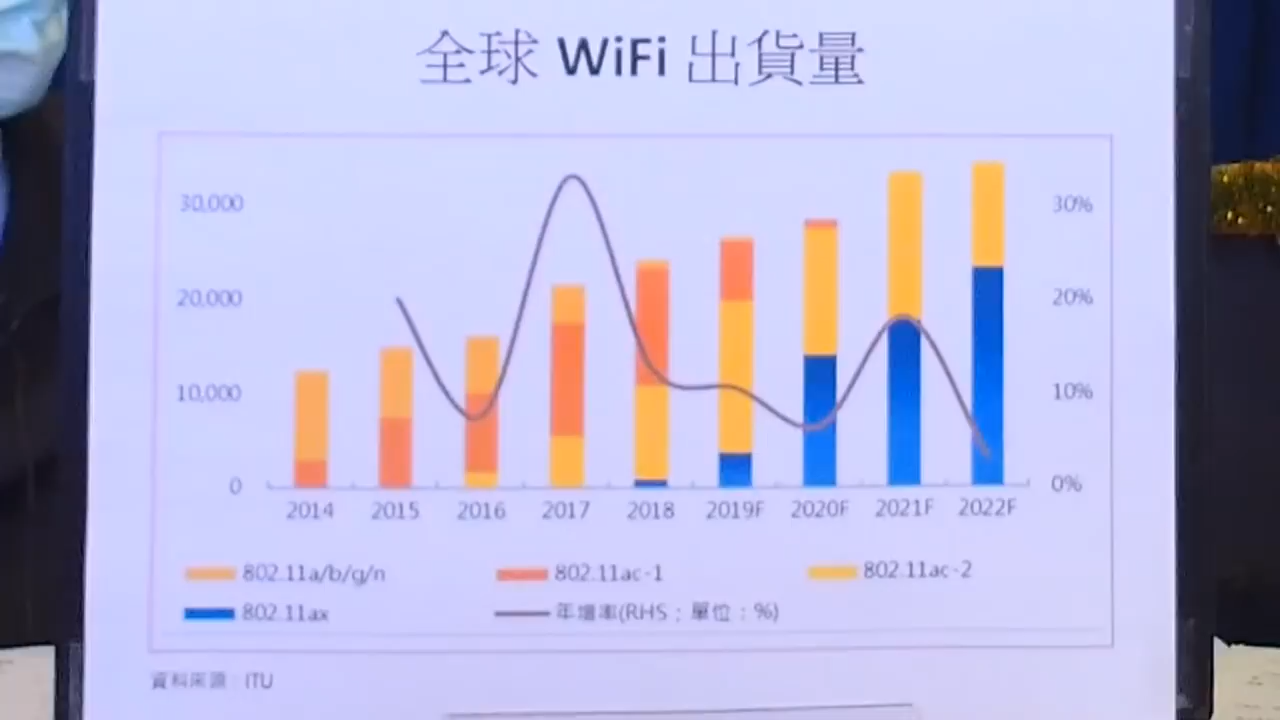 全球 WiFi 出貨量
30,000 30%
20,000 20%
10,000 10%
0 0%
2014 2015 2016 2017 2018 2019F 2020F 2021F 2022F
802.11a/b/g/n 802.11ac-1 802.11ac-2
802.11ax 年增率(RHS；單位：%)
資料來源：ITU